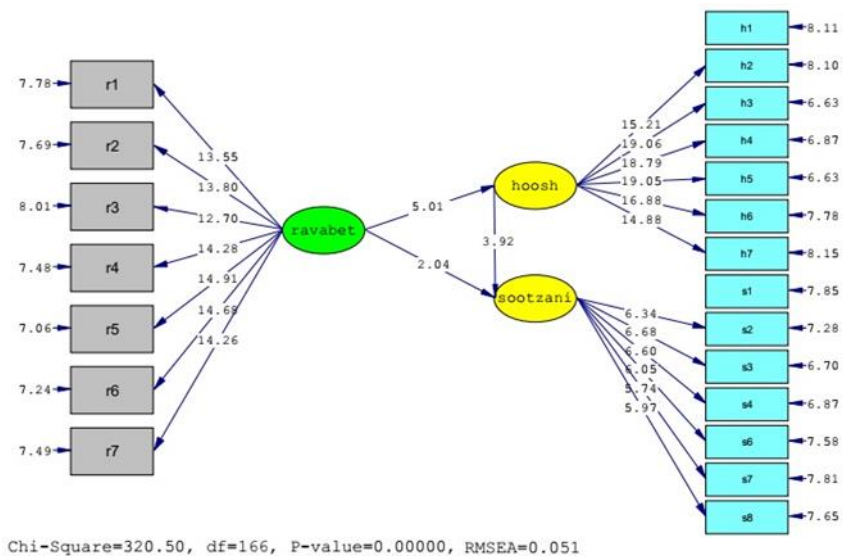 7.78 r1
7.69 r2
8.01 r3
7.48 r4
7.06 r5
7.24 r6
7.49 r7
13.55
13.80
12.70
14.28
14.91
14.68
14.26
ravabet
5.01
2.04
hoosh
3.92
sootzani
15.21
19.06
18.79
19.05
16.88
14.88
6.34
6.68
6.60
6.05
5.74
5.97
h1 8.11
h2 8.10
h3 6.63
h4 6.87
h5 6.63
h6 7.78
h7 8.15
s1 7.85
s2 7.28
s3 6.70
s4 6.87
s6 7.58
s7 7.81
s8 7.65
Chi-Square=320.50, df=166, P-value=0.00000, RMSEA=0.051